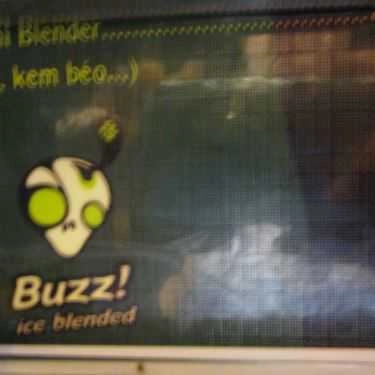 Blender...............................
, kem béo...)
Buzz!
ice blended